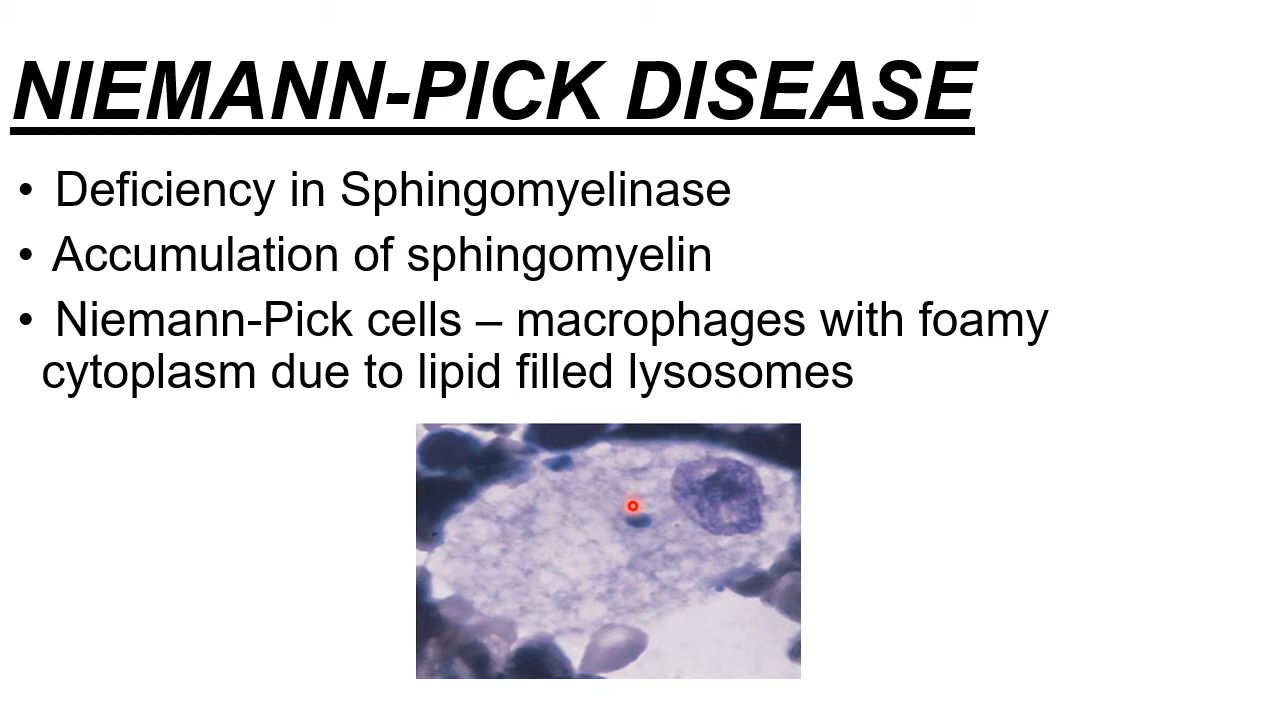 NIEMANN-PICK DISEASE
• Deficiency in Sphingomyelinase
• Accumulation of sphingomyelin
• Niemann-Pick cells – macrophages with foamy
cytoplasm due to lipid filled lysosomes